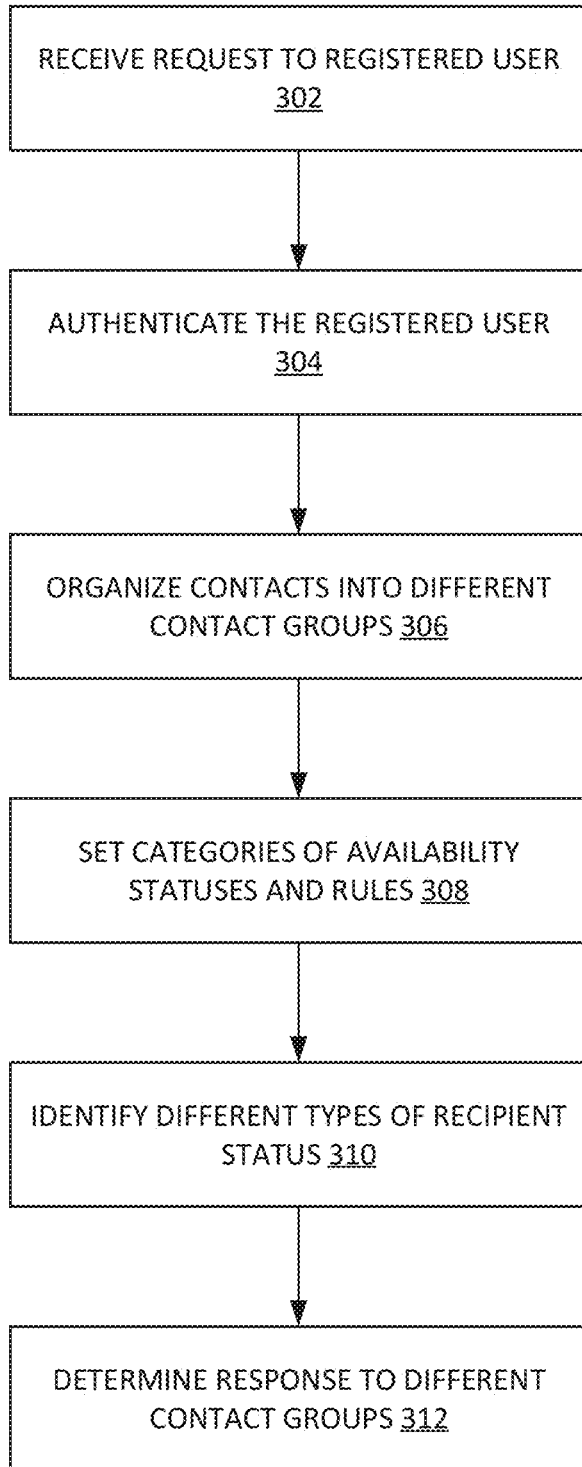 RECEIVE REQUEST TO REGISTERED USER
302
AUTHENTICATE THE REGISTERED USER
304
ORGANIZE CONTACTS INTO DIFFERENT
CONTACT GROUPS 306
SET CATEGORIES OF AVAILABILITY
STATUSES AND RULES 308
IDENTIFY DIFFERENT TYPES OF RECIPIENT
STATUS 310
DETERMINE RESPONSE TO DIFFERENT
CONTACT GROUPS 312